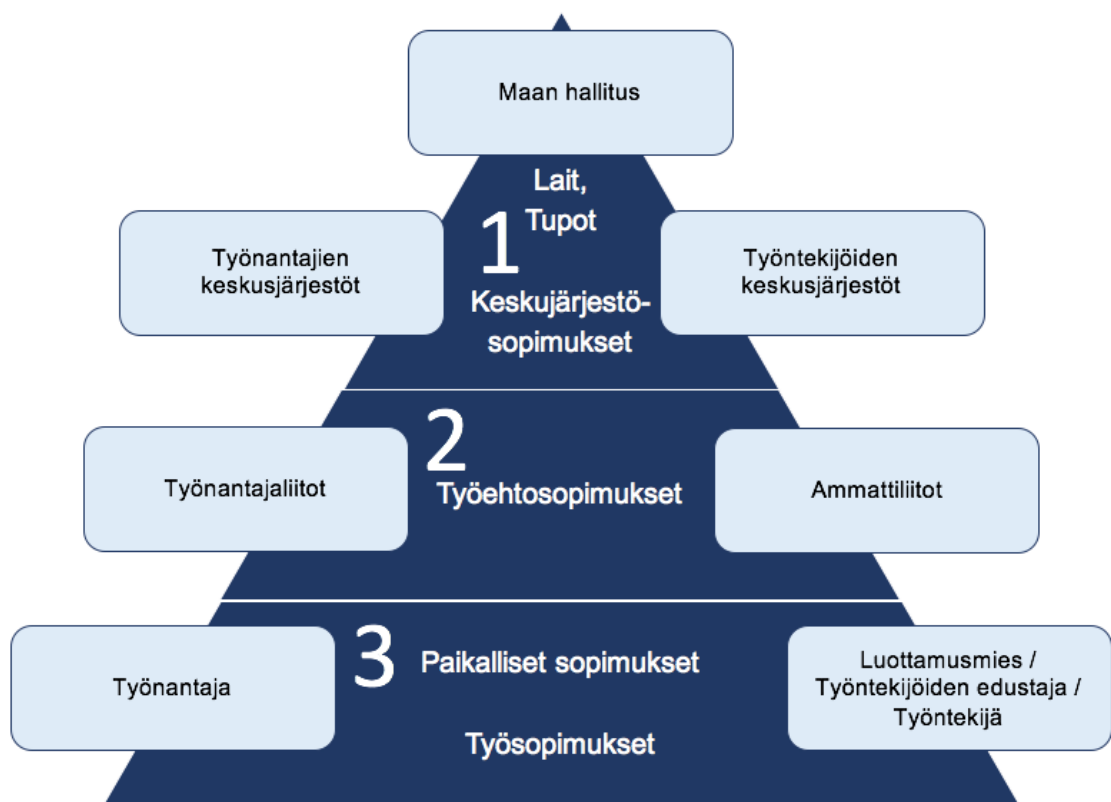 Maan hallitus
Lait,
Tupot
1
Työnantajien
keskusjärjestöt
Työntekijöiden
keskusjärjestöt
Keskujärjestö-
sopimukset
2
Työnantajaliitot
Työehtosopimukset
Ammattiliitot
3
Työnantaja
Paikalliset sopimukset
Työsopimukset
Luottamusmies /
Työntekijöiden edustaja /
Työntekijä